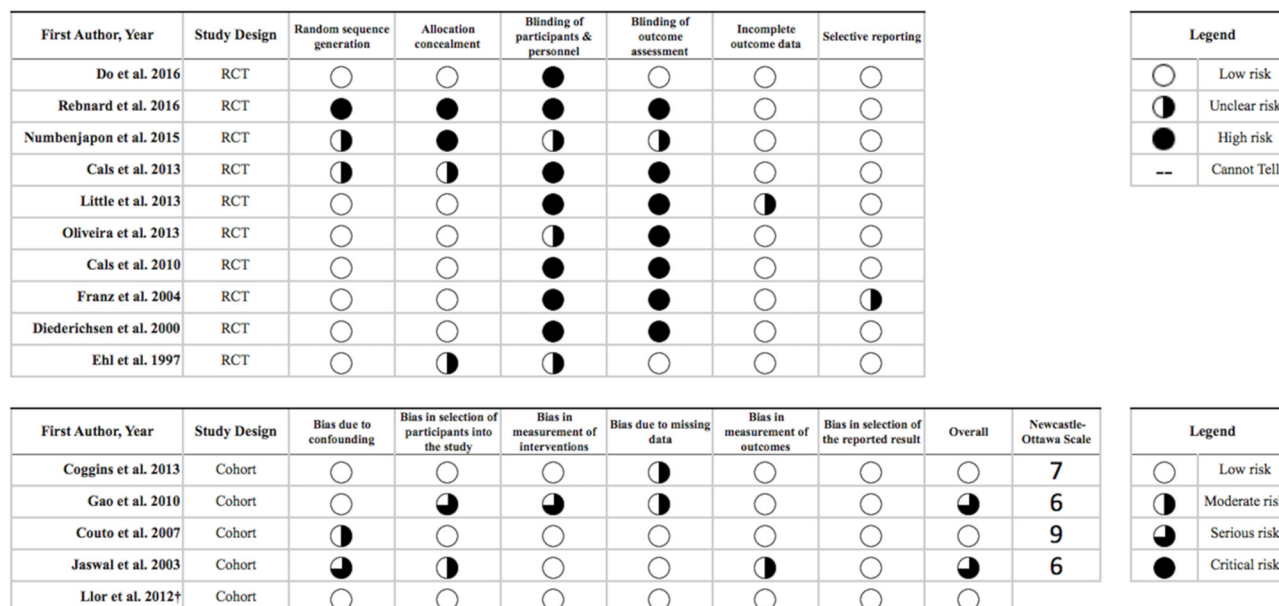 First Author, Year Study Design Random sequence generation Allocation concealment Blinding of participants & personnel Blinding of outcome assessment Incomplete outcome data Selective reporting
Do et al. 2016 RCT
Rebnard et al. 2016 RCT
Numbenjapon et al. 2015 RCT
Cals et al. 2013 RCT
Little et al. 2013 RCT
Oliveira et al. 2013 RCT
Cals et al. 2010 RCT
Franz et al. 2004 RCT
Diederichsen et al. 2000 RCT
Ehl et al. 1997 RCT
Legend
Low risk
Unclear risk
High risk
-- Cannot Tell
First Author, Year Study Design Bias due to confounding Bias in selection of participants into the study Bias in measurement of interventions Bias due to missing data Bias in measurement of outcomes Bias in selection of the reported result Overall Newcastle-Ottawa Scale
Coggins et al. 2013 Cohort 7
Gao et al. 2010 Cohort 6
Couto et al. 2007 Cohort 9
Jaswal et al. 2003 Cohort 6
Llor et al. 2012† Cohort
Legend
Low risk
Moderate risk
Serious risk
Critical risk